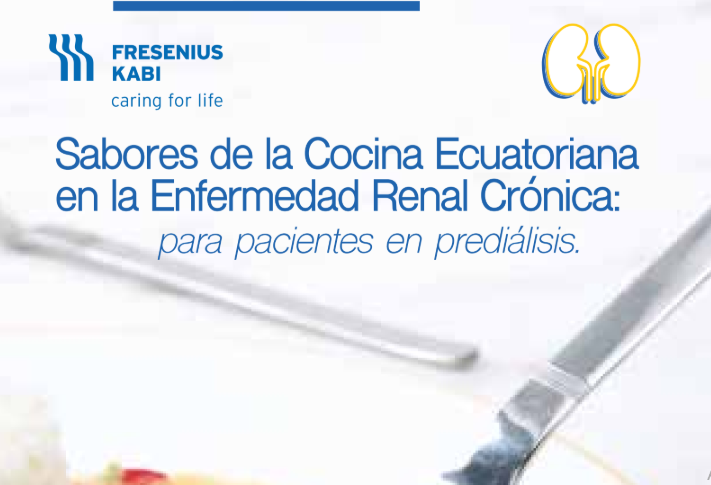 FRESENIUS
KABI
caring for life
Sabores de la Cocina Ecuatoriana
en la Enfermedad Renal Crónica:
para pacientes en prediálisis.